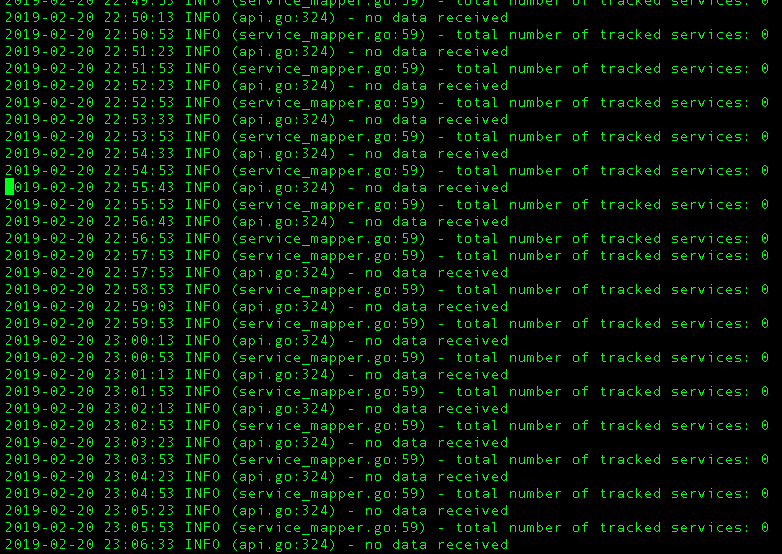 2019-02-20 22:49:53 INFO (service_mapper.go:59) - total number of tracked services: 0
2019-02-20 22:50:13 INFO (api.go:324) - no data received
2019-02-20 22:50:53 INFO (service_mapper.go:59) - total number of tracked services: 0
2019-02-20 22:51:23 INFO (api.go:324) - no data received
2019-02-20 22:51:53 INFO (service_mapper.go:59) - total number of tracked services: 0
2019-02-20 22:52:23 INFO (api.go:324) - no data received
2019-02-20 22:52:53 INFO (service_mapper.go:59) - total number of tracked services: 0
2019-02-20 22:53:33 INFO (api.go:324) - no data received
2019-02-20 22:53:53 INFO (service_mapper.go:59) - total number of tracked services: 0
2019-02-20 22:54:33 INFO (api.go:324) - no data received
2019-02-20 22:54:53 INFO (service_mapper.go:59) - total number of tracked services: 0
019-02-20 22:55:43 INFO (api.go:324) - no data received
2019-02-20 22:55:53 INFO (service_mapper.go:59) - total number of tracked services: 0
2019-02-20 22:56:43 INFO (api.go:324) - no data received
2019-02-20 22:56:53 INFO (service_mapper.go:59) - total number of tracked services: 0
2019-02-20 22:57:53 INFO (service_mapper.go:59) - total number of tracked services: 0
2019-02-20 22:57:53 INFO (api.go:324) - no data received
2019-02-20 22:58:53 INFO (service_mapper.go:59) - total number of tracked services: 0
2019-02-20 22:59:03 INFO (api.go:324) - no data received
2019-02-20 22:59:53 INFO (service_mapper.go:59) - total number of tracked services: 0
2019-02-20 23:00:13 INFO (api.go:324) - no data received
2019-02-20 23:00:53 INFO (service_mapper.go:59) - total number of tracked services: 0
2019-02-20 23:01:13 INFO (api.go:324) - no data received
2019-02-20 23:01:53 INFO (service_mapper.go:59) - total number of tracked services: 0
2019-02-20 23:02:13 INFO (api.go:324) - no data received
2019-02-20 23:02:53 INFO (service_mapper.go:59) - total number of tracked services: 0
2019-02-20 23:03:23 INFO (api.go:324) - no data received
2019-02-20 23:03:53 INFO (service_mapper.go:59) - total number of tracked services: 0
2019-02-20 23:04:23 INFO (api.go:324) - no data received
2019-02-20 23:04:53 INFO (service_mapper.go:59) - total number of tracked services: 0
2019-02-20 23:05:23 INFO (api.go:324) - no data received
2019-02-20 23:05:53 INFO (service_mapper.go:59) - total number of tracked services: 0
2019-02-20 23:06:33 INFO (api.go:324) - no data received